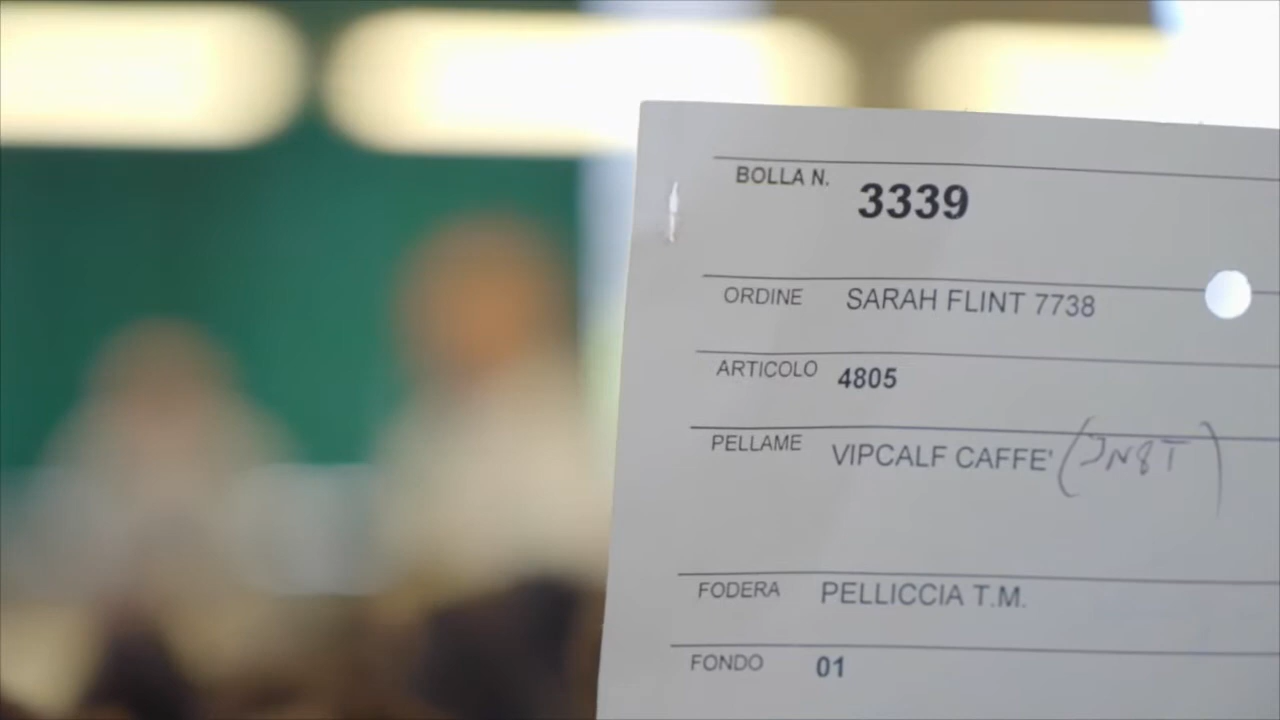 BOLLA N. 3339
ORDINE SARAH FLINT 7738
ARTICOLO 4805
PELLAME VIPCALF CAFFE'
FODERA PELLICCIA T.M.
FONDO 01